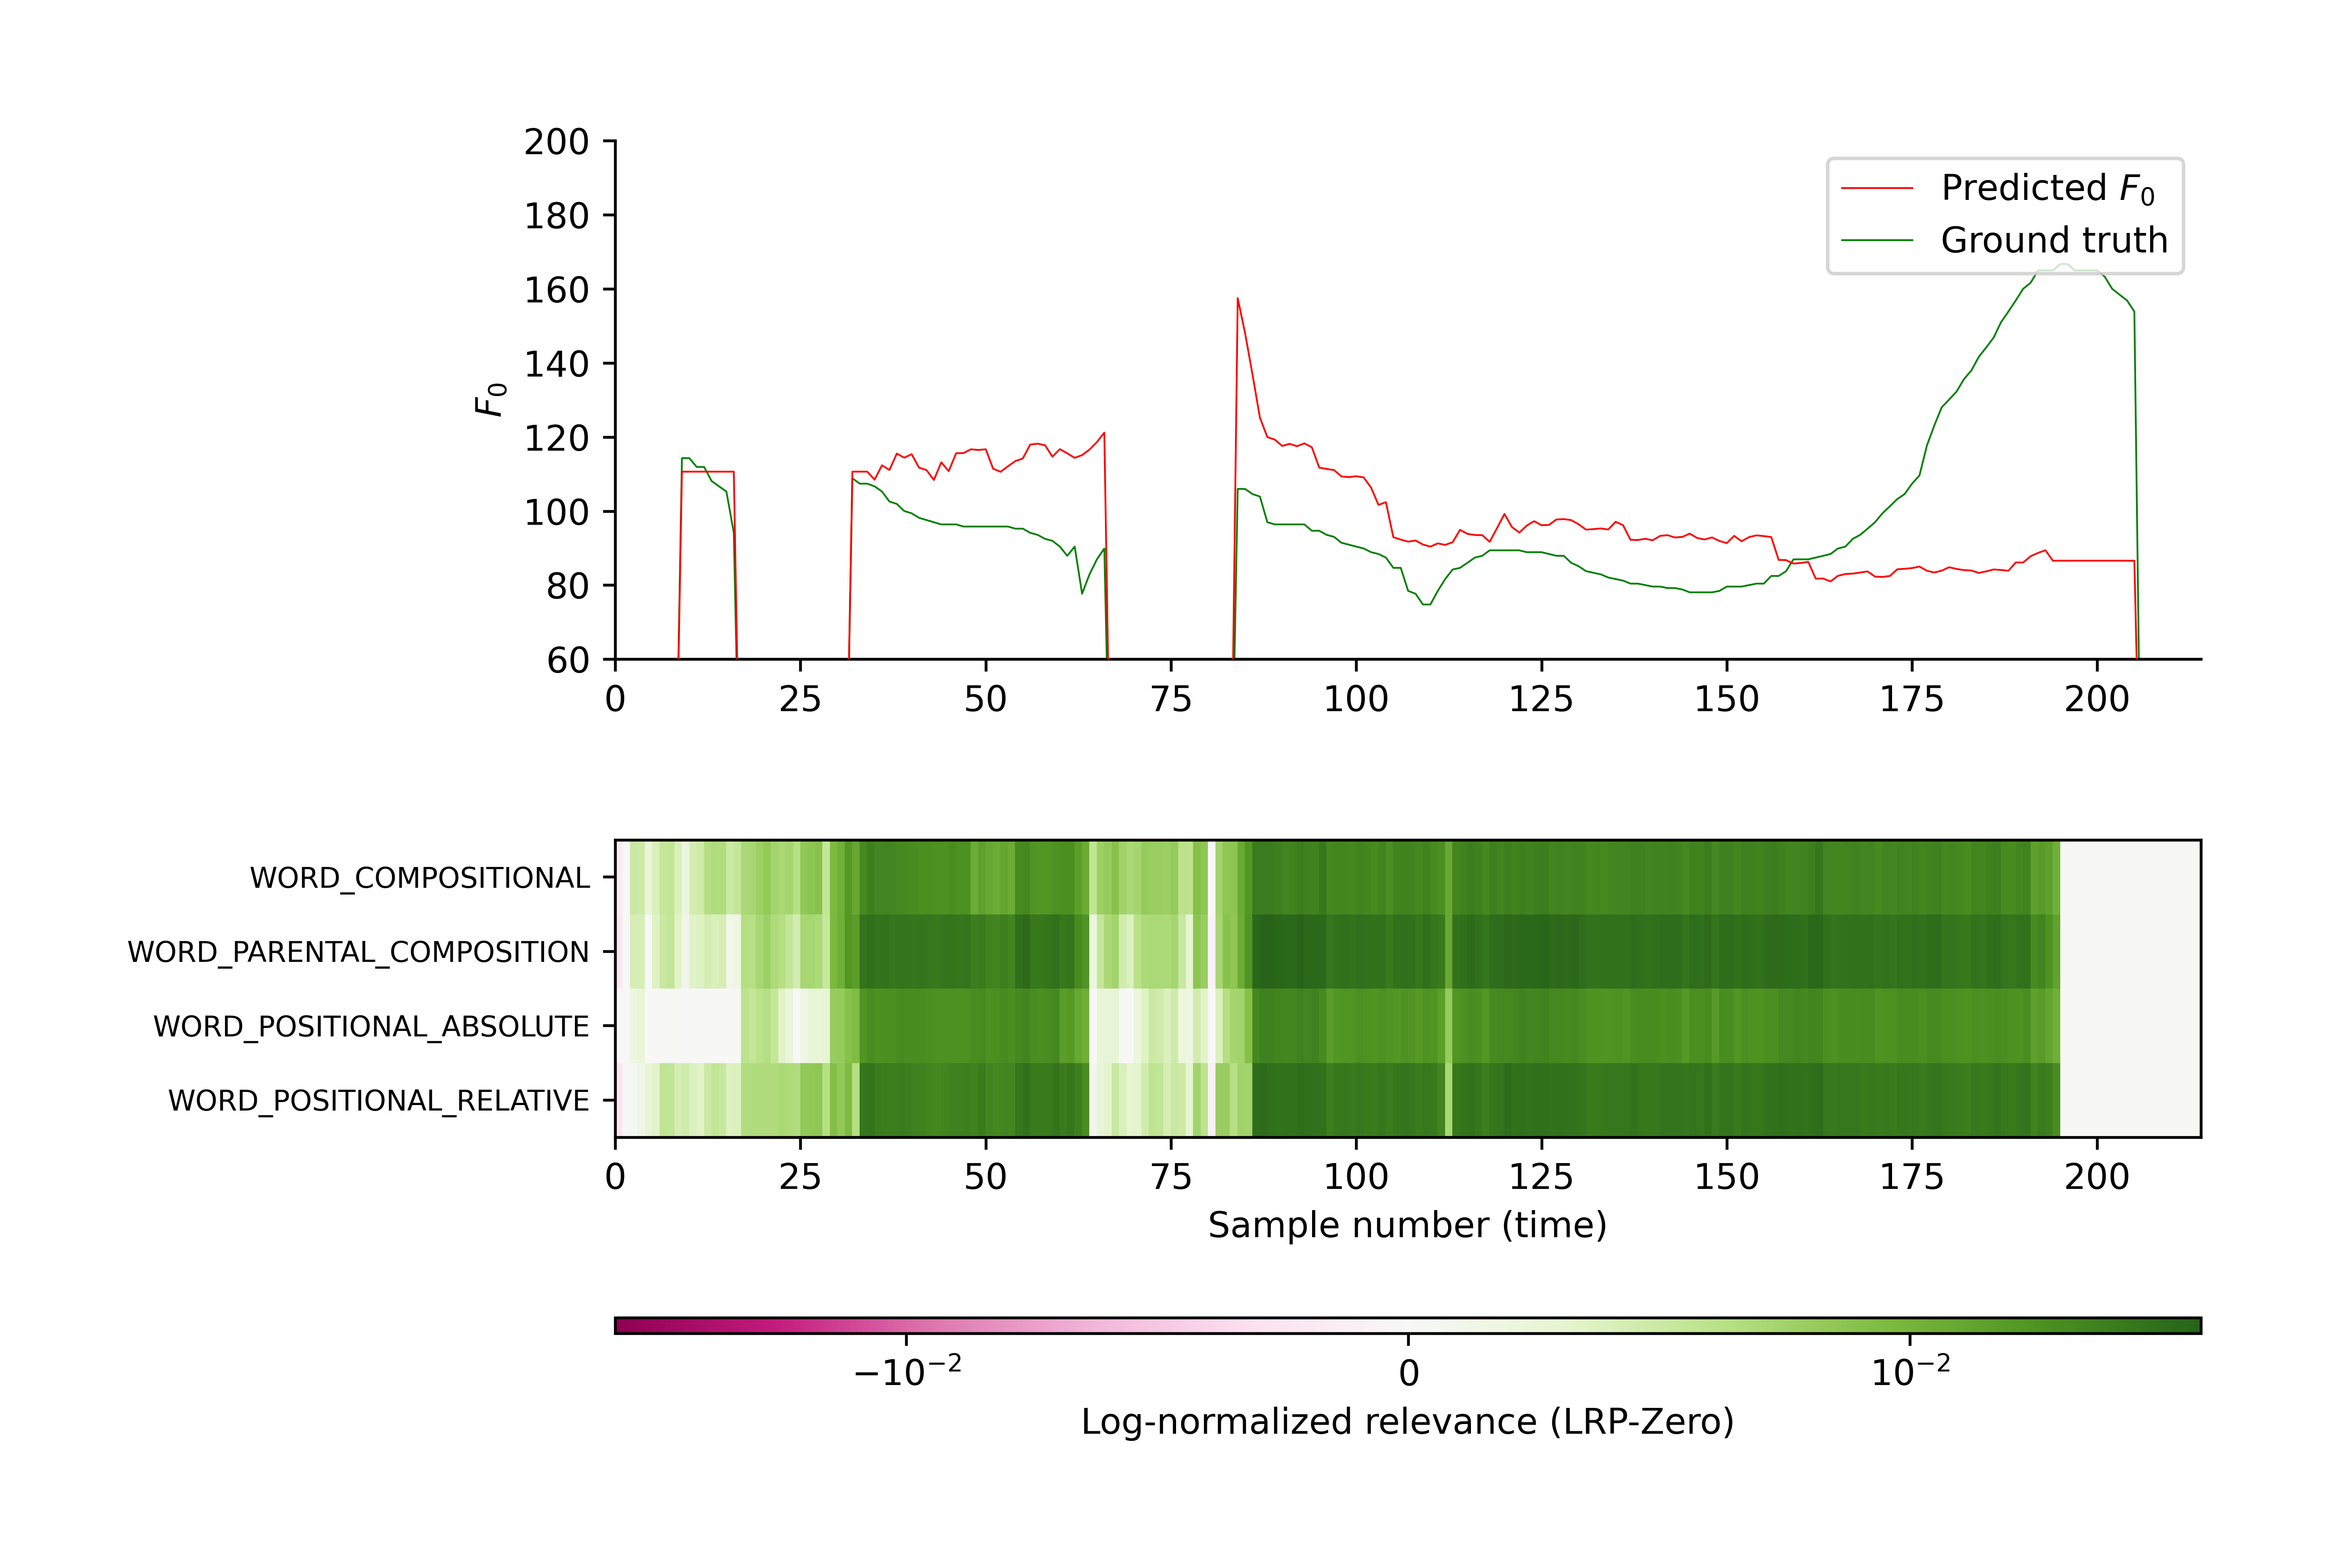 200
180
160
140
120
100
80
60
F₀
Predicted F₀
Ground truth
0 25 50 75 100 125 150 175 200
WORD_COMPOSITIONAL
WORD_PARENTAL_COMPOSITION
WORD_POSITIONAL_ABSOLUTE
WORD_POSITIONAL_RELATIVE
0 25 50 75 100 125 150 175 200
Sample number (time)
−10⁻² 0 10⁻²
Log-normalized relevance (LRP-Zero)